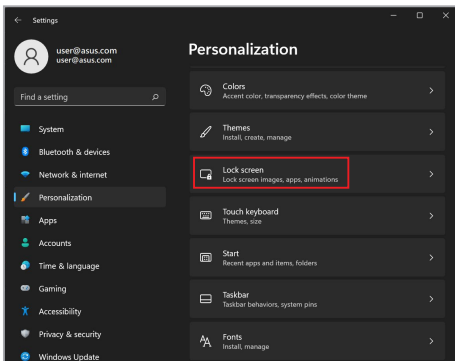 Settings
user@asus.com
user@asus.com
Find a setting
System
Bluetooth & devices
Network & internet
Personalization
Apps
Accounts
Time & language
Gaming
Accessibility
Privacy & security
Windows Update
Personalization
Colors
Accent color, transparency effects, color theme
Themes
Install, create, manage
Lock screen
Lock screen images, apps, animations
Touch keyboard
Themes, size
Start
Recent apps and items, folders
Taskbar
Taskbar behaviors, system pins
Fonts
Install, manage